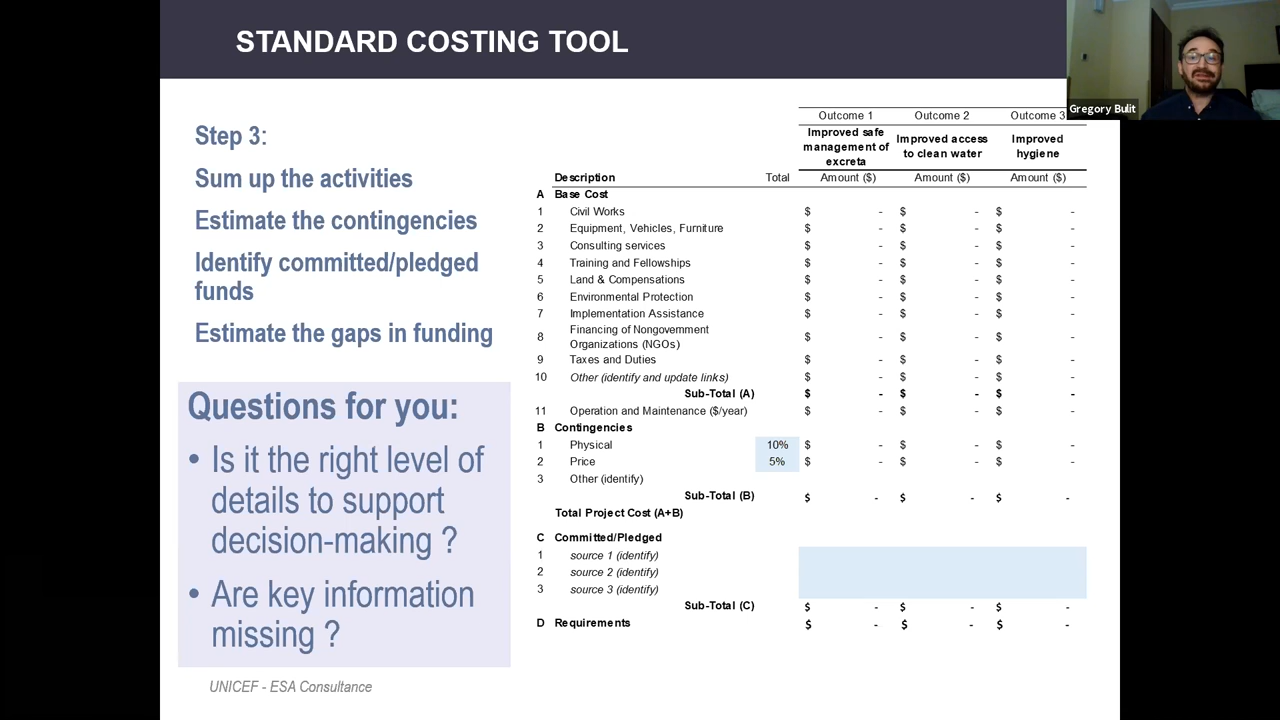 STANDARD COSTING TOOL
Gregory Bulit
Step 3:
Sum up the activities
Estimate the contingencies
Identify committed/pledged
funds
Estimate the gaps in funding
Questions for you:
• Is it the right level of
details to support
decision-making ?
• Are key information
missing ?
UNICEF - ESA Consultance
Outcome 1 Outcome 2 Outcome 3
Improved safe management of excreta Improved access to clean water Improved hygiene
Description Total Amount ($) Amount ($) Amount ($)
A Base Cost
1 Civil Works $ - $ - $ -
2 Equipment, Vehicles, Furniture $ - $ - $ -
3 Consulting services $ - $ - $ -
4 Training and Fellowships $ - $ - $ -
5 Land & Compensations $ - $ - $ -
6 Environmental Protection $ - $ - $ -
7 Implementation Assistance $ - $ - $ -
8 Financing of Nongovernment Organizations (NGOs) $ - $ - $ -
9 Taxes and Duties $ - $ - $ -
10 Other (identify and update links) $ - $ - $ -
Sub-Total (A) $ - $ - $ -
11 Operation and Maintenance ($/year) $ - $ - $ -
B Contingencies
1 Physical 10% $ - $ - $ -
2 Price 5% $ - $ - $ -
3 Other (identify)
Sub-Total (B) $ - $ - $ -
Total Project Cost (A+B)
C Committed/Pledged
1 source 1 (identify)
2 source 2 (identify)
3 source 3 (identify)
Sub-Total (C) $ - $ - $ -
D Requirements $ - $ - $ -